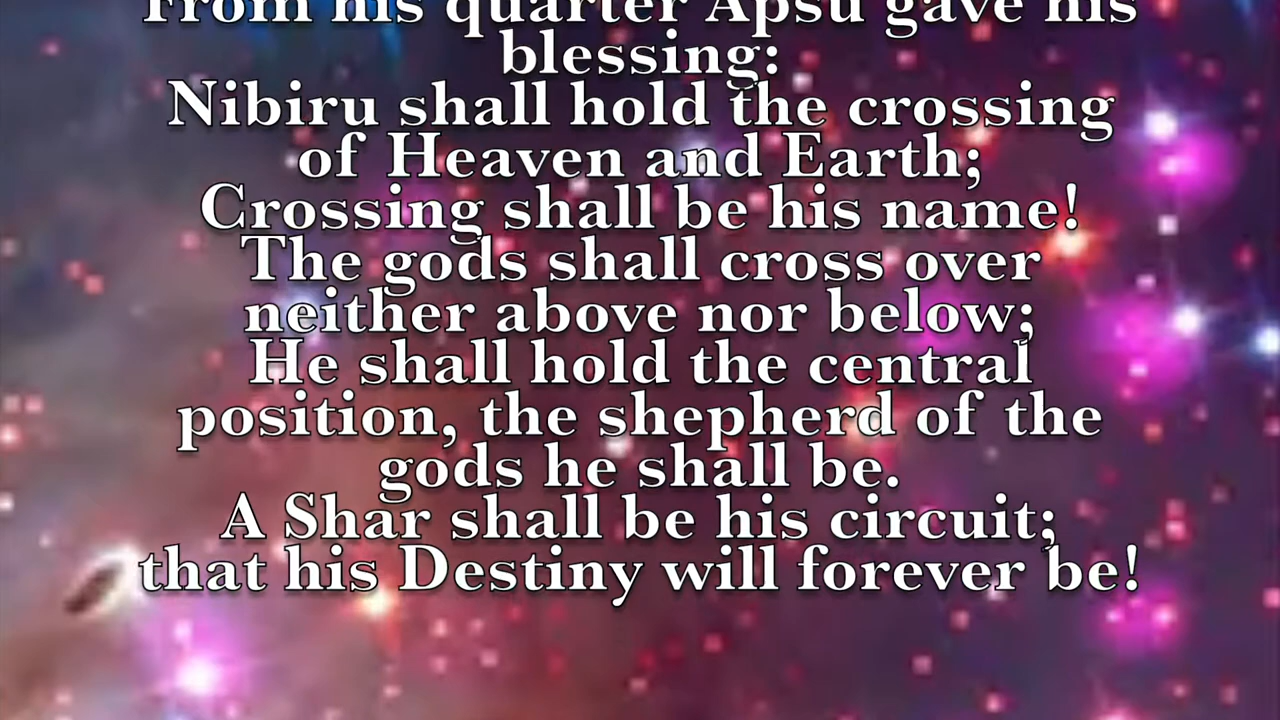 From his quarter Apsu gave his
blessing:
Nibiru shall hold the crossing
of Heaven and Earth;
Crossing shall be his name!
The gods shall cross over
neither above nor below;
He shall hold the central
position, the shepherd of the
gods he shall be.
A Shar shall be his circuit;
that his Destiny will forever be!